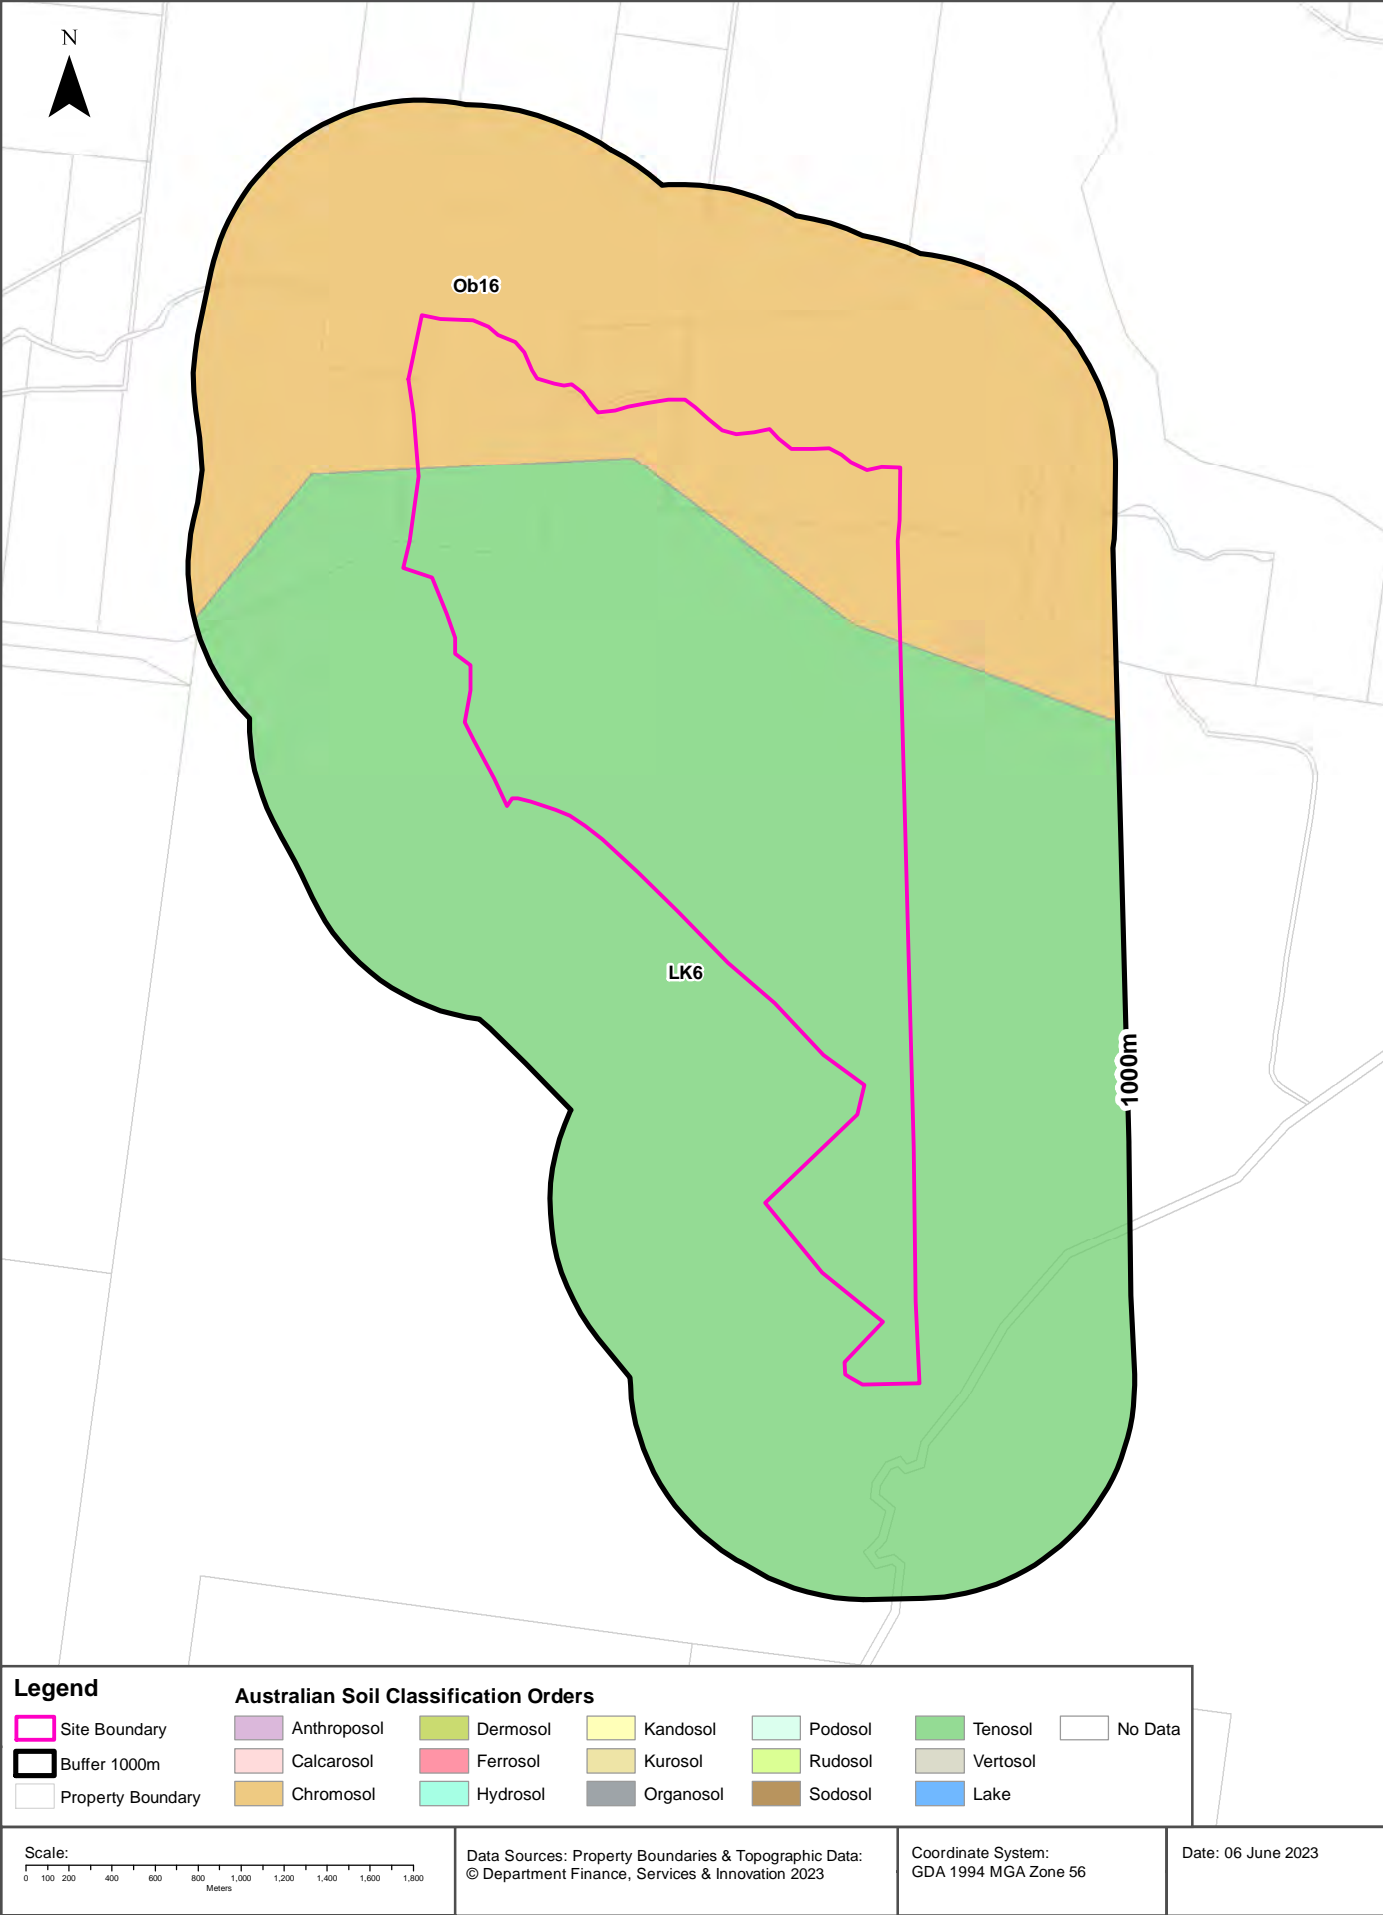 N
Ob16
LK6
1000m
Legend
Site Boundary
Buffer 1000m
Property Boundary
Australian Soil Classification Orders
Anthroposol
Calcarosol
Chromosol
Dermosol
Ferrosol
Hydrosol
Kandosol
Kurosol
Organosol
Podosol
Rudosol
Sodosol
Tenosol
Vertosol
Lake
No Data
Scale:
0 100 200 400 600 800 1,000 1,200 1,400 1,600 1,800
Meters
Data Sources: Property Boundaries & Topographic Data:
© Department Finance, Services & Innovation 2023
Coordinate System:
GDA 1994 MGA Zone 56
Date: 06 June 2023